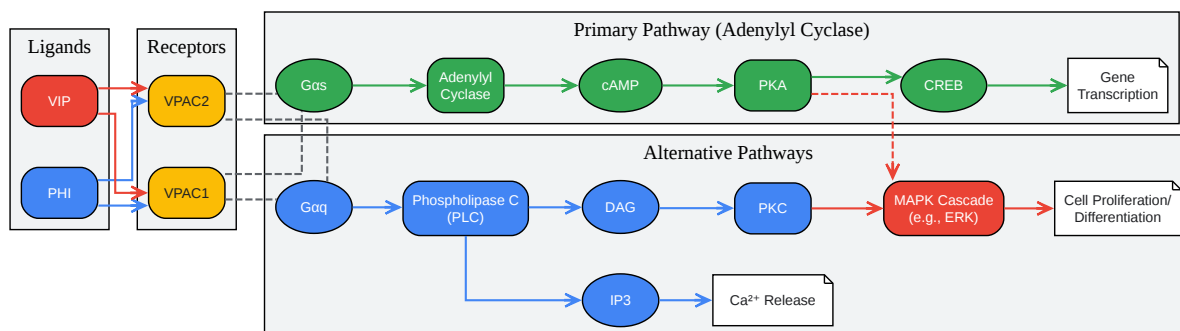 Primary Pathway (Adenylyl Cyclase)
Ligands
Receptors
VIP
VPAC2
Gαs
Adenylyl
Cyclase
cAMP
PKA
CREB
Gene
Transcription
Alternative Pathways
PHI
VPAC1
Gαq
Phospholipase C
(PLC)
DAG
PKC
MAPK Cascade
(e.g., ERK)
Cell Proliferation/
Differentiation
IP3
Ca²⁺ Release